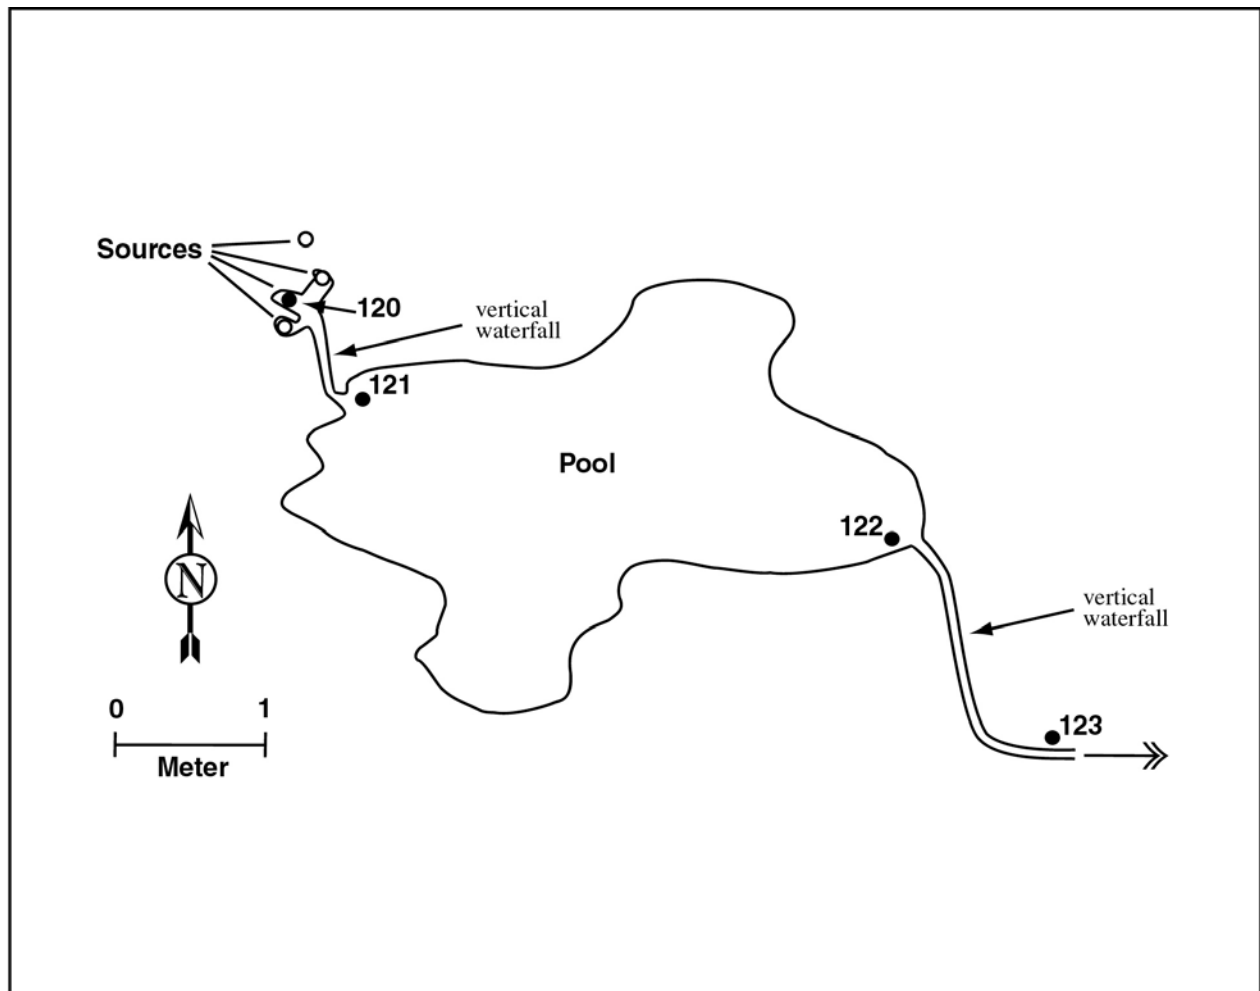 Sources
120
vertical
waterfall
121
Pool
122
N
vertical
waterfall
0 1
Meter
123